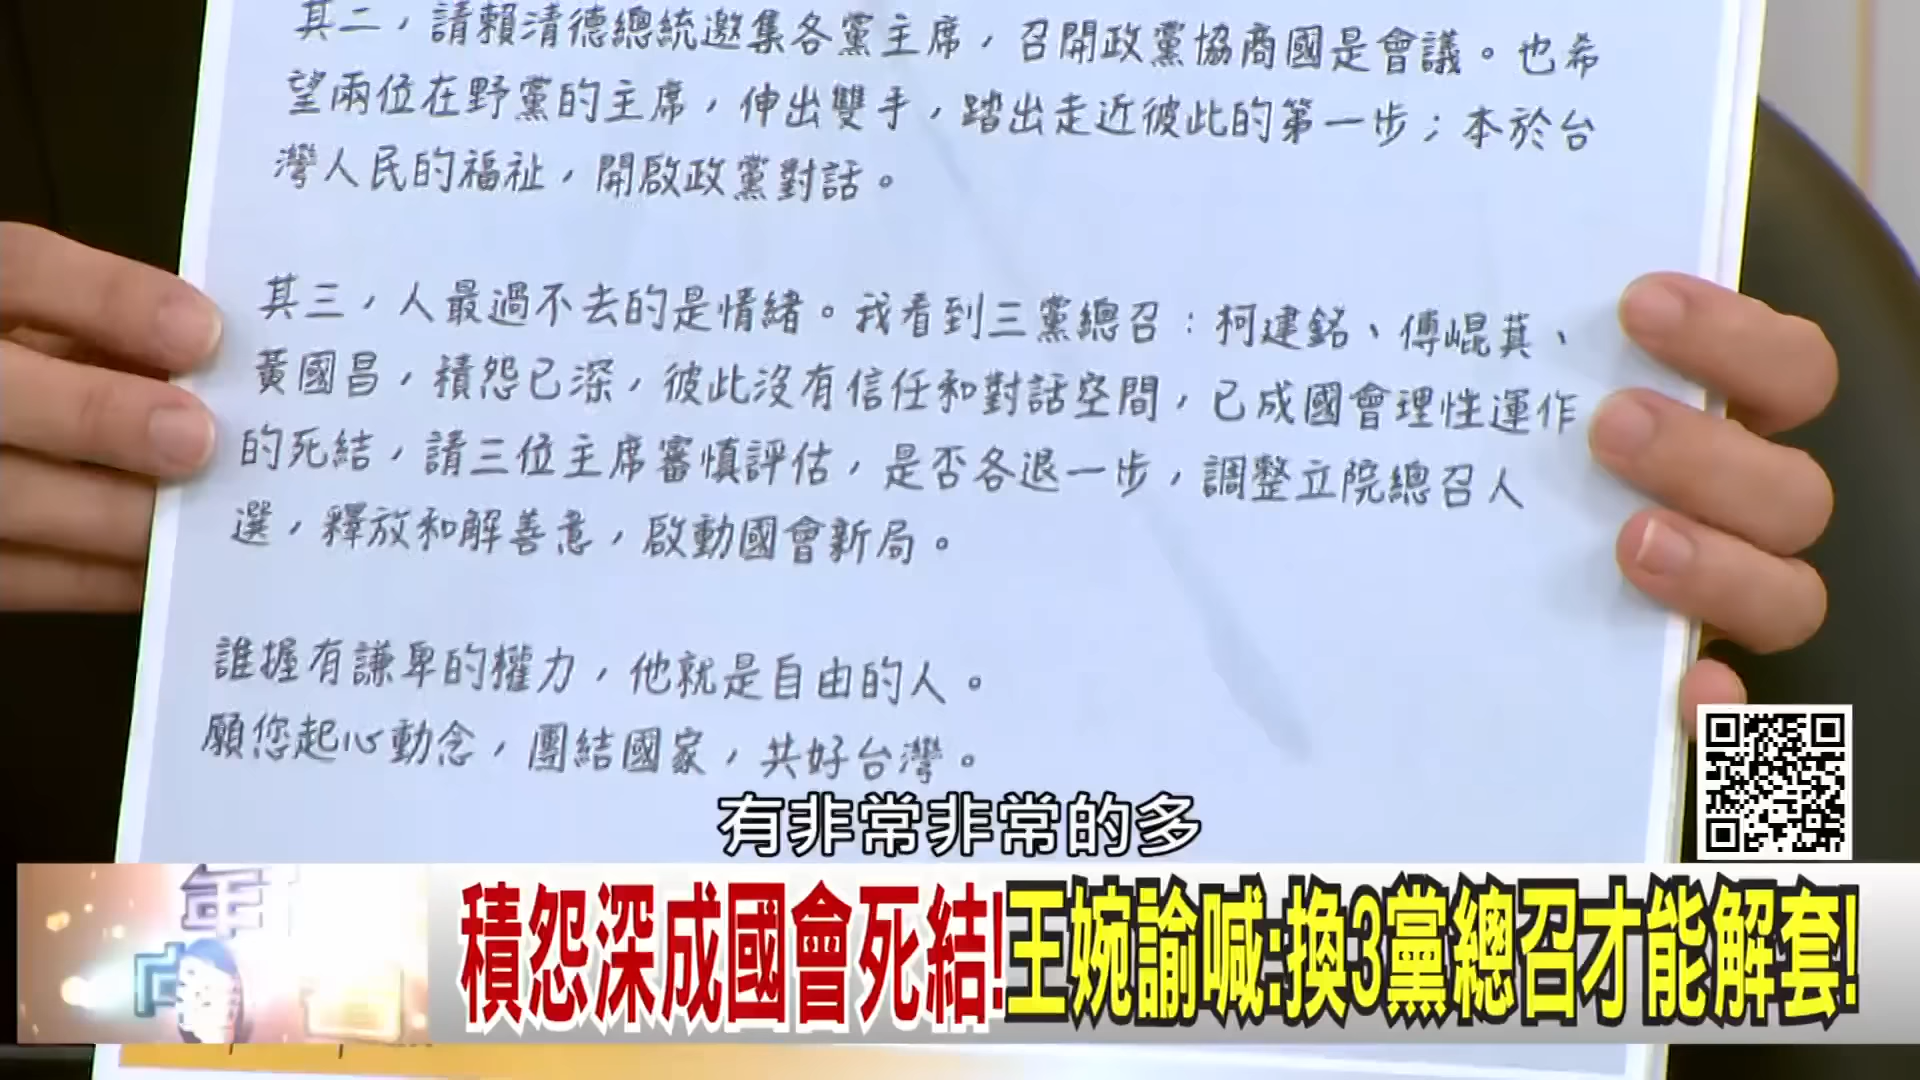 其二，請賴清德總統邀集各黨主席，召開政黨協商國是會議。也希
望兩位在野黨的主席，伸出雙手，踏出走近彼此的第一步；本於台
灣人民的福祉，開啟政黨對話。
其三，人最過不去的是情緒。我看到三黨總召：柯建銘、傅崐萁、
黃國昌，積怨已深，彼此沒有信任和對話空間，已成國會理性運作
的死結，請三位主席審慎評估，是否各退一步，調整立院總召人
選，釋放和解善意，啟動國會新局。
誰握有謙卑的權力，他就是自由的人。
願您起心動念，團結國家，共好台灣。
有非常非常的多
年
向
積怨深成國會死結!王婉諭喊:換3黨總召才能解套!